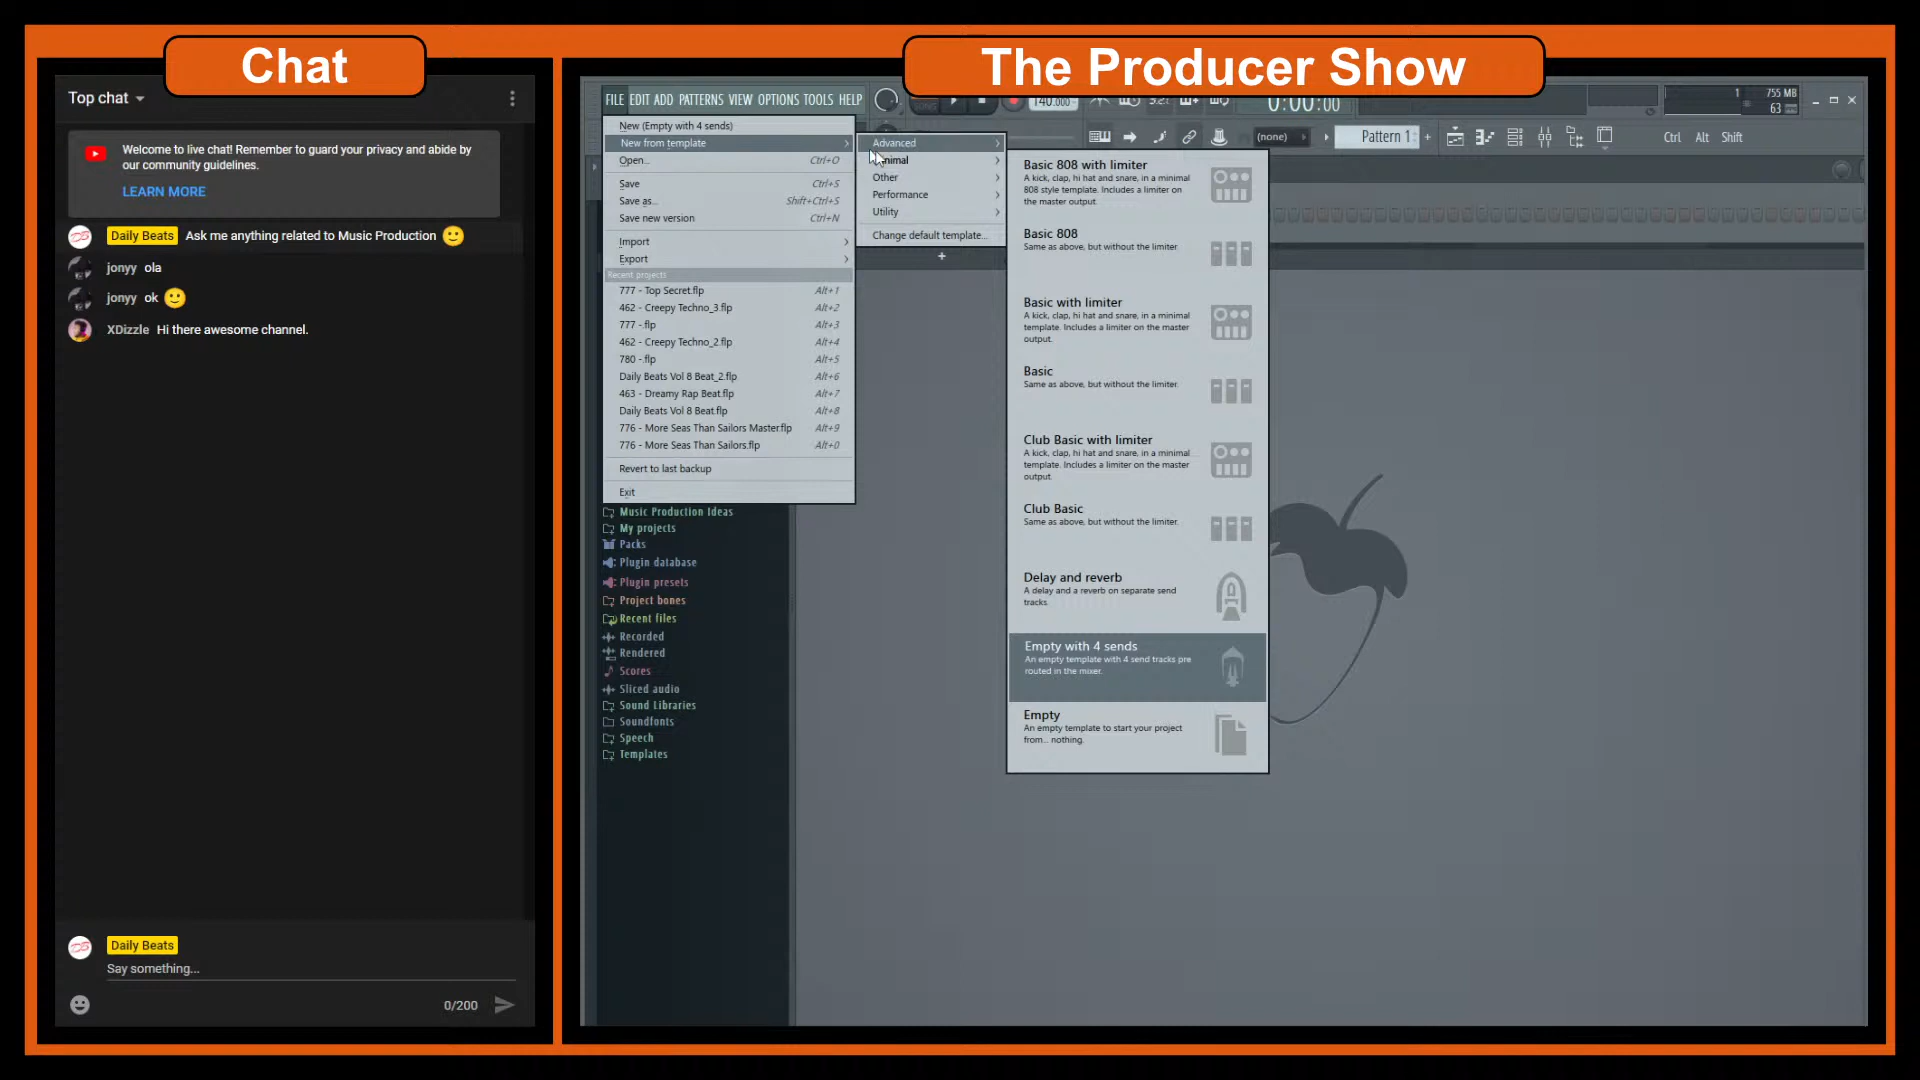 Chat
The Producer Show
Top chat
Welcome to live chat! Remember to guard your privacy and abide by
our community guidelines.
LEARN MORE
Daily Beats Ask me anything related to Music Production
jonyy ola
jonyy ok
XDizzle Hi there awesome channel.
Daily Beats
Say something...
0/200
FILE EDIT ADD PATTERNS VIEW OPTIONS TOOLS HELP
140.000
0:00:00
1
755 MB
63
(none)
Pattern 1
Ctrl Alt Shift
New (Empty with 4 sends)
New from template
Open... Ctrl+O
Save Ctrl+S
Save as... Shift+Ctrl+S
Save new version Ctrl+N
Import
Export
Recent projects
777 - Top Secret.flp Alt+1
462 - Creepy Techno_3.flp Alt+2
777 - .flp Alt+3
462 - Creepy Techno_2.flp Alt+4
780 - .flp Alt+5
Daily Beats Vol 8 Beat_2.flp Alt+6
463 - Dreamy Rap Beat.flp Alt+7
Daily Beats Vol 8 Beat.flp Alt+8
776 - More Seas Than Sailors Master.flp Alt+9
776 - More Seas Than Sailors.flp Alt+0
Revert to last backup
Exit
Music Production Ideas
My projects
Packs
Plugin database
Plugin presets
Project bones
Recent files
Recorded
Rendered
Scores
Sliced audio
Sound Libraries
Soundfonts
Speech
Templates
Advanced
Other
Performance
Utility
Change default template...
Basic 808 with limiter
A kick, clap, hi hat and snare, in a minimal
808 style template. Includes a limiter on
the master output.
Basic 808
Same as above, but without the limiter.
Basic with limiter
A kick, clap, hi hat and snare, in a minimal
template. Includes a limiter on the master
output.
Basic
Same as above, but without the limiter.
Club Basic with limiter
A kick, clap, hi hat and snare, in a minimal
template. Includes a limiter on the master
output.
Club Basic
Same as above, but without the limiter.
Delay and reverb
A delay and a reverb on separate send
tracks.
Empty with 4 sends
An empty template with 4 send tracks pre
routed in the mixer.
Empty
An empty template to start your project
from... nothing.